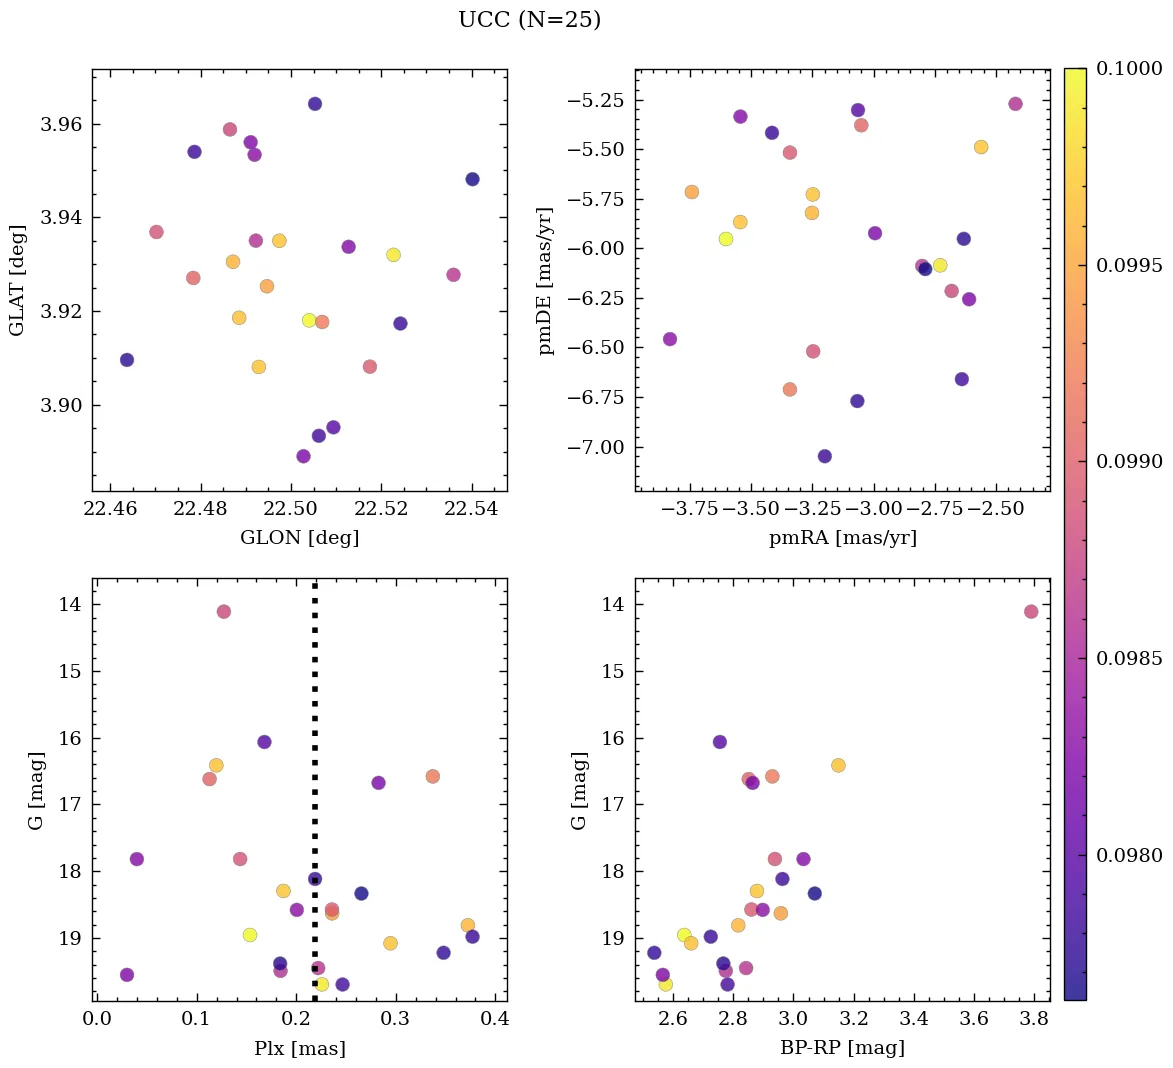 UCC (N=25)
3.96
3.94
3.92
3.90
GLAT [deg]
22.46 22.48 22.50 22.52 22.54
GLON [deg]
−5.25
−5.50
−5.75
−6.00
−6.25
−6.50
−6.75
−7.00
pmDE [mas/yr]
−3.75 −3.50 −3.25 −3.00 −2.75 −2.50
pmRA [mas/yr]
0.1000
0.0995
0.0990
0.0985
0.0980
14
15
16
17
18
19
G [mag]
0.0 0.1 0.2 0.3 0.4
Plx [mas]
14
15
16
17
18
19
G [mag]
2.6 2.8 3.0 3.2 3.4 3.6 3.8
BP-RP [mag]